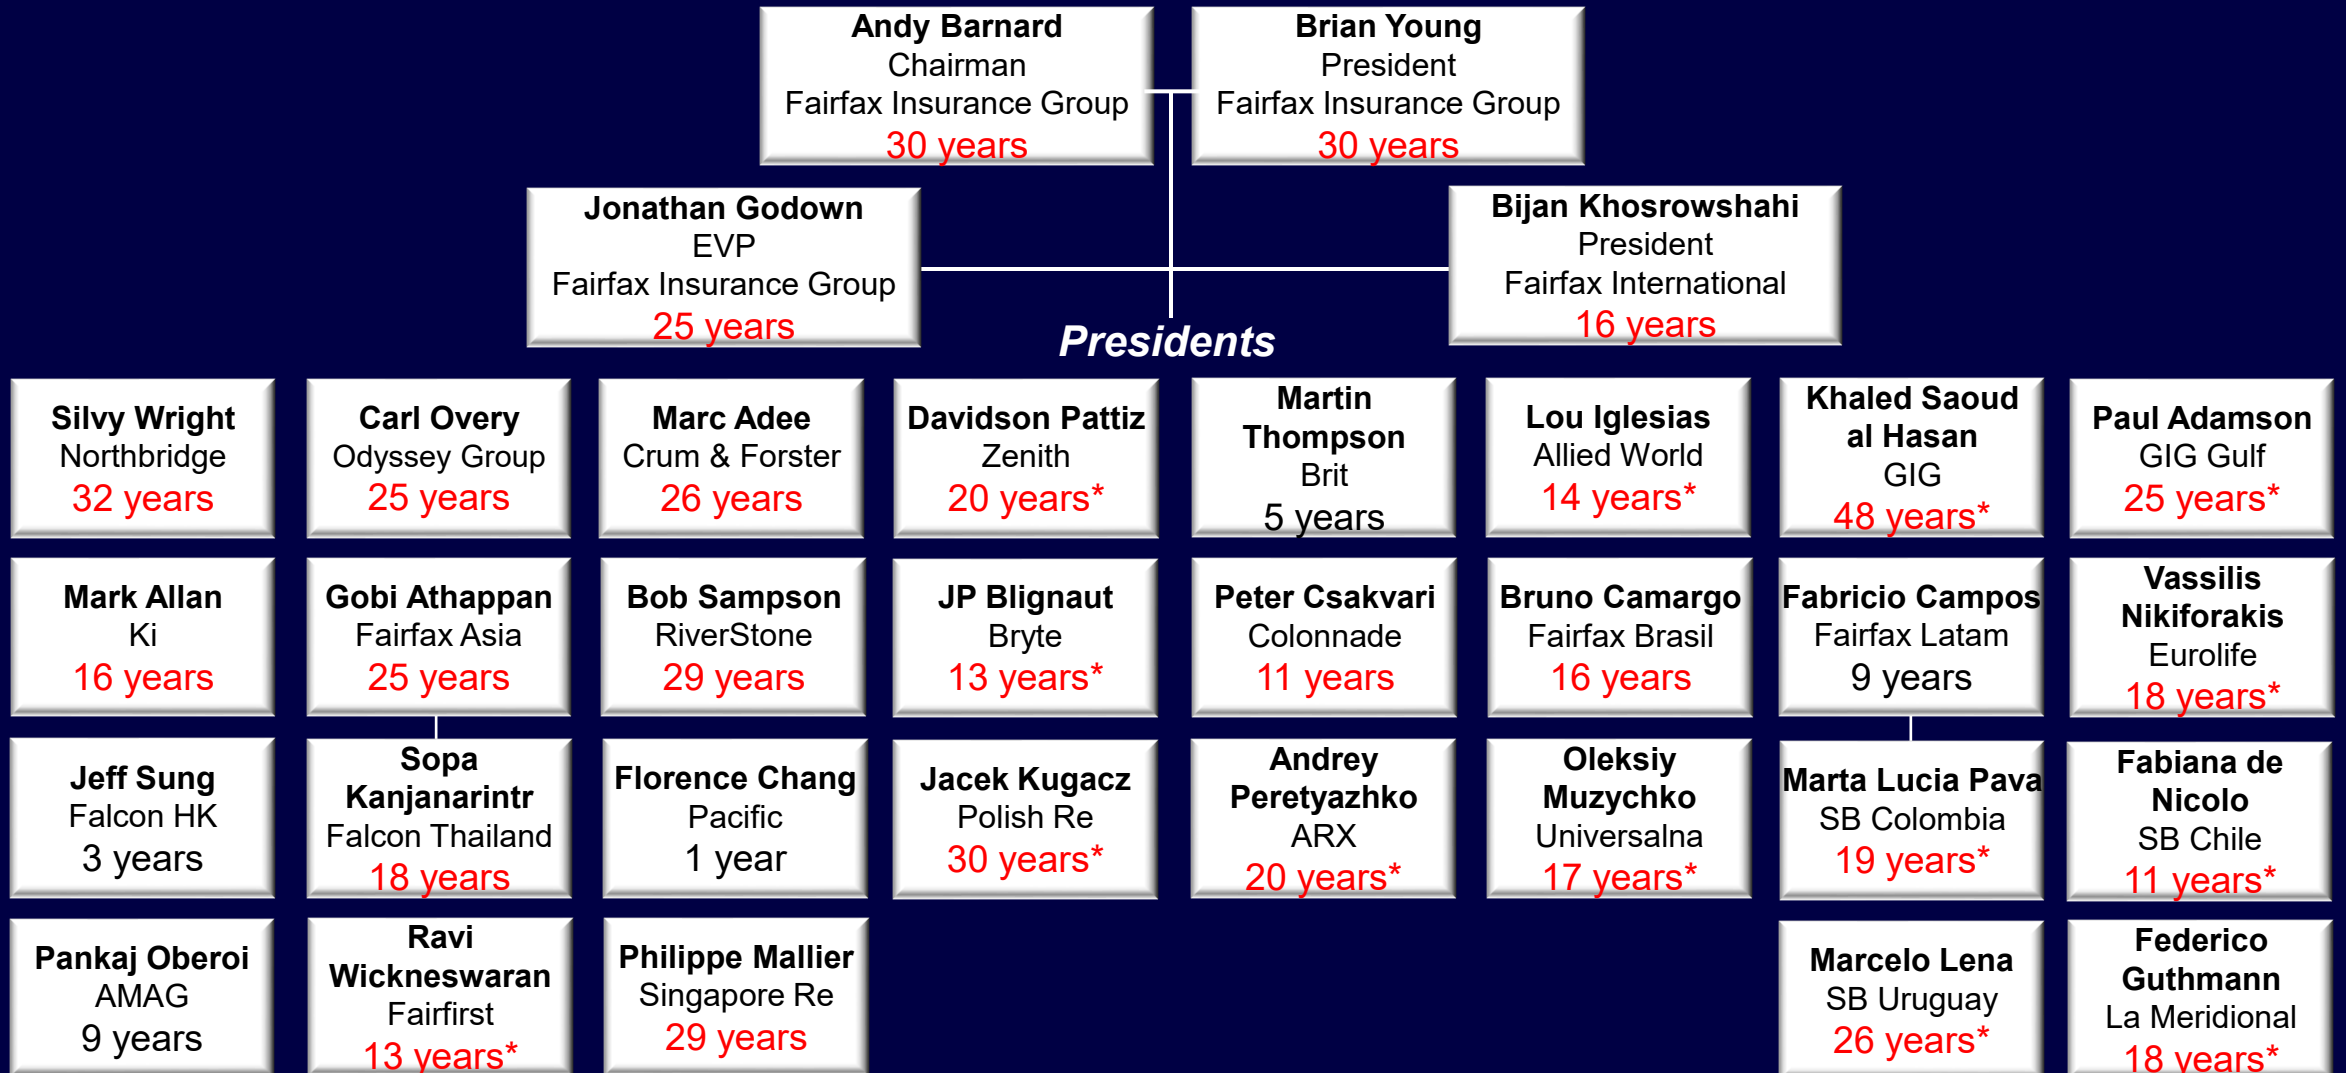 Andy Barnard
Chairman
Fairfax Insurance Group
30 years
Brian Young
President
Fairfax Insurance Group
30 years
Jonathan Godown
EVP
Fairfax Insurance Group
25 years
Bijan Khosrowshahi
President
Fairfax International
16 years
Presidents
Silvy Wright
Northbridge
32 years
Carl Overy
Odyssey Group
25 years
Marc Adee
Crum & Forster
26 years
Davidson Pattiz
Zenith
20 years*
Martin
Thompson
Brit
5 years
Lou Iglesias
Allied World
14 years*
Khaled Saoud
al Hasan
GIG
48 years*
Paul Adamson
GIG Gulf
25 years*
Mark Allan
Ki
16 years
Gobi Athappan
Fairfax Asia
25 years
Bob Sampson
RiverStone
29 years
JP Blignaut
Bryte
13 years*
Peter Csakvari
Colonnade
11 years
Bruno Camargo
Fairfax Brasil
16 years
Fabricio Campos
Fairfax Latam
9 years
Vassilis
Nikiforakis
Eurolife
18 years*
Jeff Sung
Falcon HK
3 years
Sopa
Kanjanarintr
Falcon Thailand
18 years
Florence Chang
Pacific
1 year
Jacek Kugacz
Polish Re
30 years*
Andrey
Peretyazhko
ARX
20 years*
Oleksiy
Muzychko
Universalna
17 years*
Marta Lucia Pava
SB Colombia
19 years*
Fabiana de
Nicolo
SB Chile
11 years*
Pankaj Oberoi
AMAG
9 years
Ravi
Wickneswaran
Fairfirst
13 years*
Philippe Mallier
Singapore Re
29 years
Marcelo Lena
SB Uruguay
26 years*
Federico
Guthmann
La Meridional
18 years*